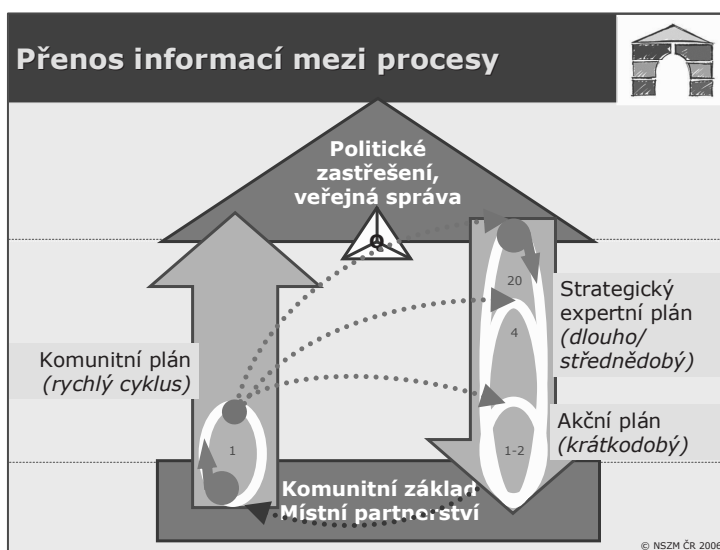 Přenos informací mezi procesy
Politické
zastřešení,
veřejná správa
Q
20
4
Strategický
expertní plán
(dlouho/
střednědobý)
Komunitní plán
(rychlý cyklus)
Akční plán
(krátkodobý)
1
1-2
Komunitní základ
Místní partnerství
© NSZM ČR 2006